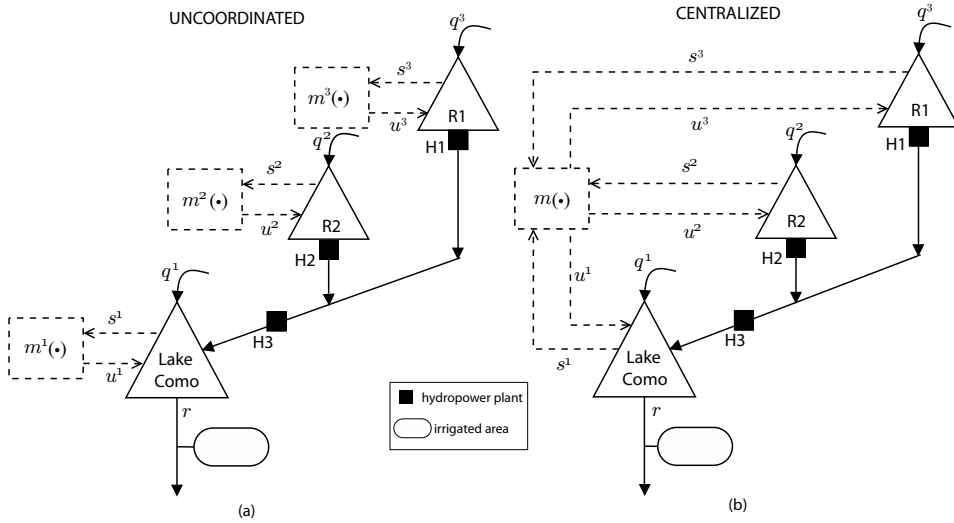 UNCOORDINATED
q³
m³(•)
s³
u³
R1
H1
q²
m²(•)
s²
u²
R2
H2
q¹
m¹(•)
s¹
u¹
Lake
Como
H3
r
(a)
hydropower plant
irrigated area
CENTRALIZED
q³
s³
R1
u³
H1
q²
s²
m(•)
R2
u²
H2
q¹
u¹
s¹
Lake
Como
H3
r
(b)